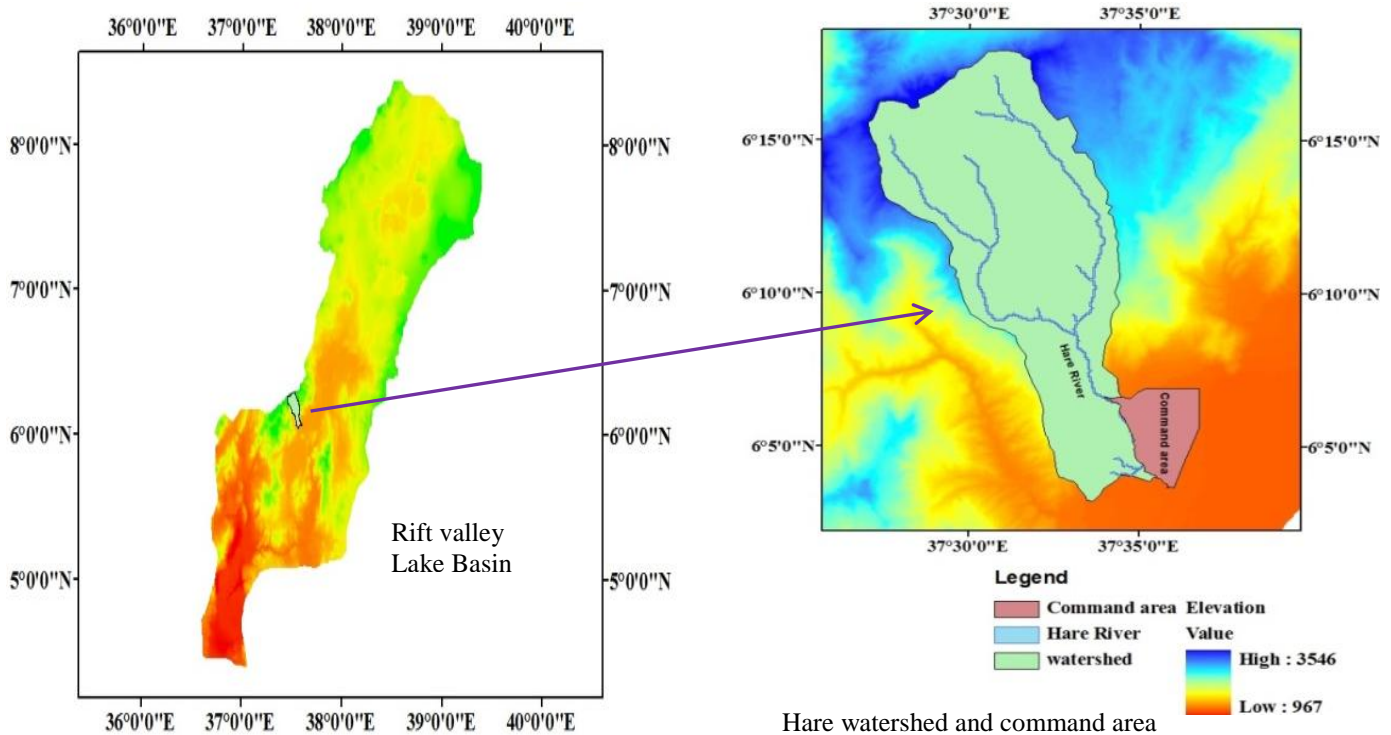 36°0'0"E 37°0'0"E 38°0'0"E 39°0'0"E 40°0'0"E
8°0'0"N 8°0'0"N
7°0'0"N 7°0'0"N
6°0'0"N 6°0'0"N
5°0'0"N 5°0'0"N
Rift valley
Lake Basin
36°0'0"E 37°0'0"E 38°0'0"E 39°0'0"E 40°0'0"E
37°30'0"E 37°35'0"E
6°15'0"N 6°15'0"N
6°10'0"N 6°10'0"N
6°5'0"N 6°5'0"N
Hare River
Command area
37°30'0"E 37°35'0"E
Legend
Command area
Hare River
watershed
Elevation
Value
High : 3546
Low : 967
Hare watershed and command area